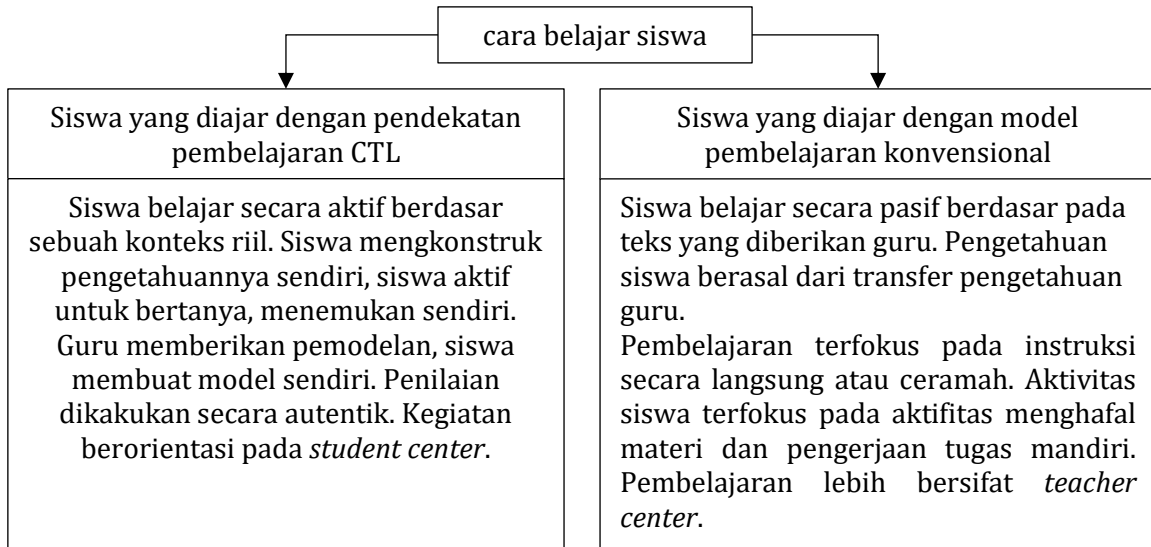 cara belajar siswa
Siswa yang diajar dengan pendekatan
pembelajaran CTL
Siswa belajar secara aktif berdasar
sebuah konteks riil. Siswa mengkonstruk
pengetahuannya sendiri, siswa aktif
untuk bertanya, menemukan sendiri.
Guru memberikan pemodelan, siswa
membuat model sendiri. Penilaian
dikakukan secara autentik. Kegiatan
berorientasi pada student center.
Siswa yang diajar dengan model
pembelajaran konvensional
Siswa belajar secara pasif berdasar pada
teks yang diberikan guru. Pengetahuan
siswa berasal dari transfer pengetahuan
guru.
Pembelajaran terfokus pada instruksi
secara langsung atau ceramah. Aktivitas
siswa terfokus pada aktifitas menghafal
materi dan pengerjaan tugas mandiri.
Pembelajaran lebih bersifat teacher
center.